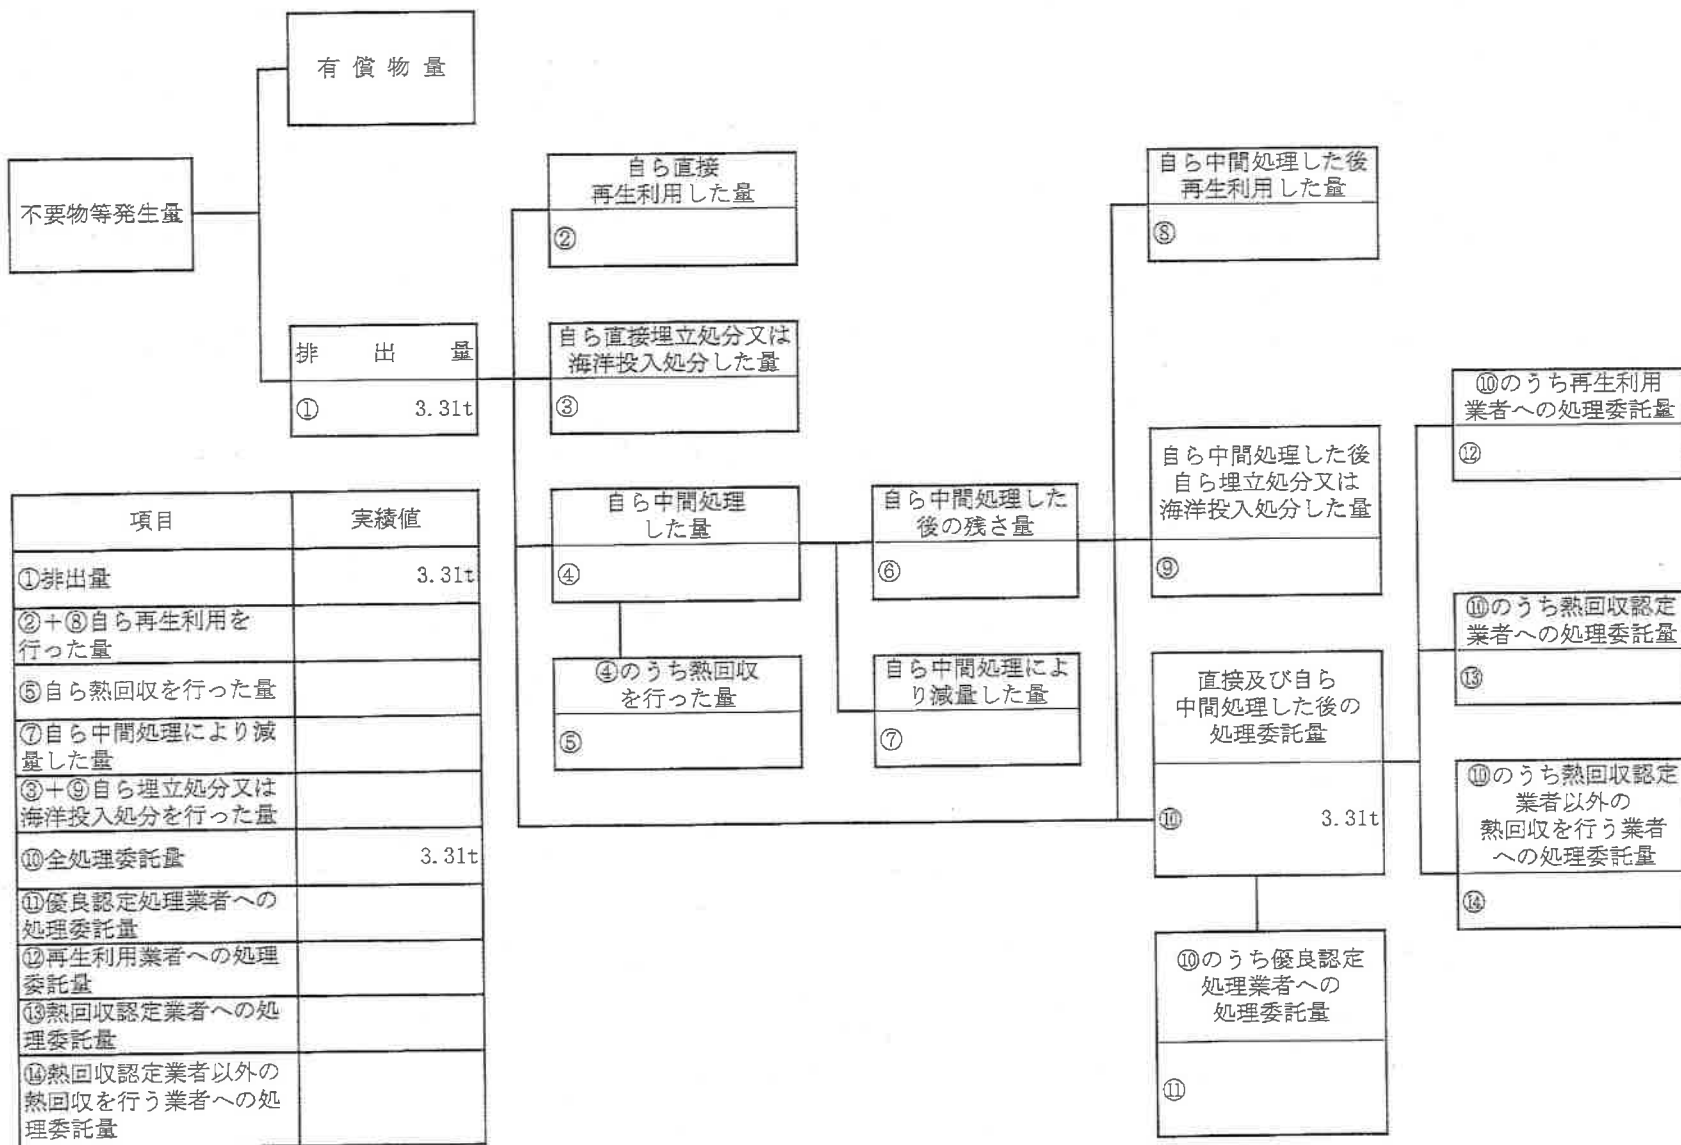 有償物量
不要物等発生量
排出量
① 3.31t
自ら直接
再生利用した量
②
自ら直接埋立処分又は
海洋投入処分した量
③
自ら中間処理
した量
④
④のうち熱回収
を行った量
⑤
自ら中間処理した
後の残さ量
⑥
自ら中間処理によ
り減量した量
⑦
自ら中間処理した後
再生利用した量
⑧
自ら中間処理した後
自ら埋立処分又は
海洋投入処分した量
⑨
直接及び自ら
中間処理した後の
処理委託量
⑩ 3.31t
⑩のうち優良認定
処理業者への
処理委託量
⑪
⑩のうち再生利用
業者への処理委託量
⑫
⑩のうち熱回収認定
業者への処理委託量
⑬
⑩のうち熱回収認定
業者以外の
熱回収を行う業者
への処理委託量
⑭
項目 実績値
①排出量 3.31t
②+⑧自ら再生利用を
行った量
⑤自ら熱回収を行った量
⑦自ら中間処理により減
量した量
③+⑨自ら埋立処分又は
海洋投入処分を行った量
⑩全処理委託量 3.31t
⑪優良認定処理業者への
処理委託量
⑫再生利用業者への処理
委託量
⑬熱回収認定業者への処
理委託量
⑭熱回収認定業者以外の
熱回収を行う業者への処
理委託量